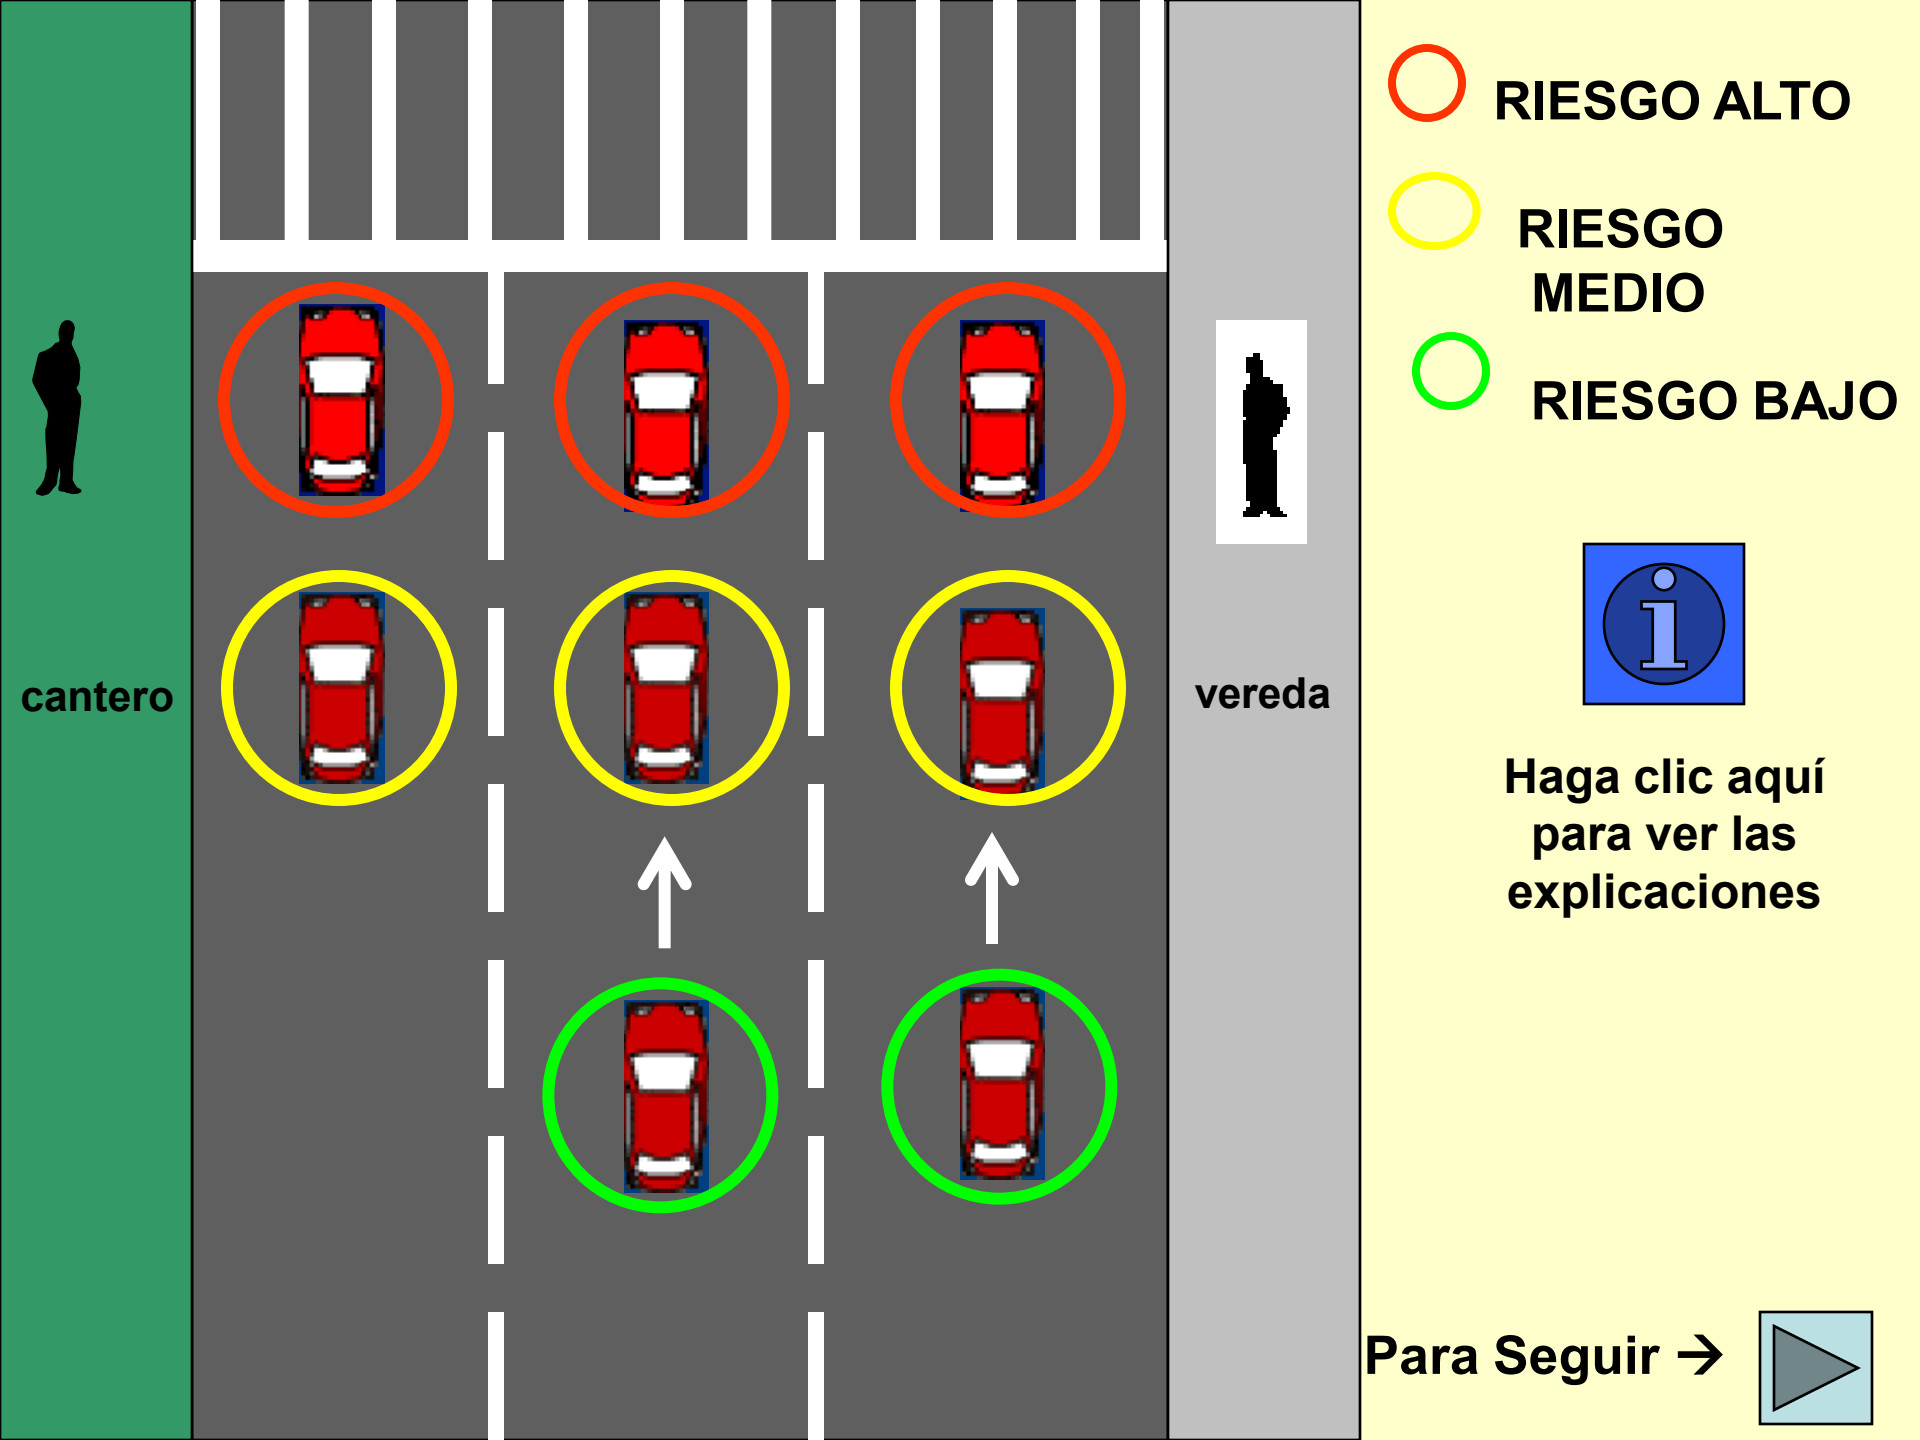 cantero
vereda
RIESGO ALTO
RIESGO
MEDIO
RIESGO BAJO
Haga clic aquí
para ver las
explicaciones
Para Seguir →